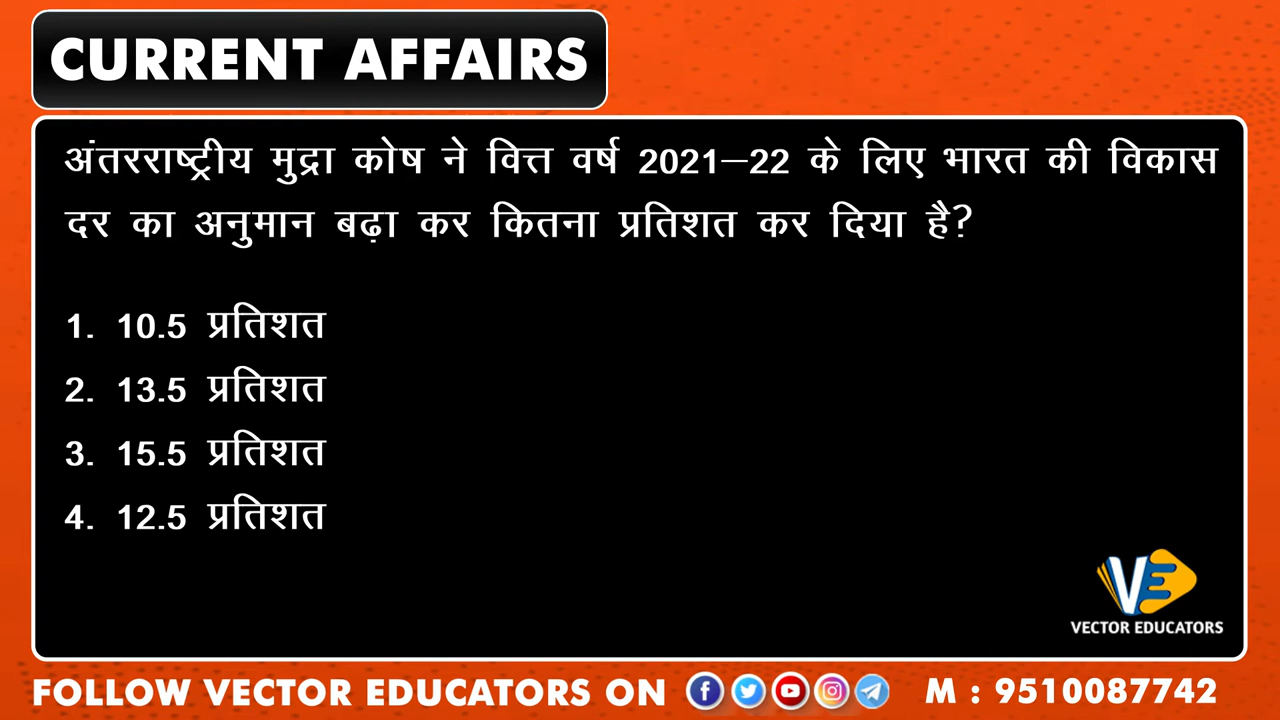 CURRENT AFFAIRS
अंतरराष्ट्रीय मुद्रा कोष ने वित्त वर्ष 2021–22 के लिए भारत की विकास
दर का अनुमान बढ़ा कर कितना प्रतिशत कर दिया है?
1. 10.5 प्रतिशत
2. 13.5 प्रतिशत
3. 15.5 प्रतिशत
4. 12.5 प्रतिशत
VE
VECTOR EDUCATORS
FOLLOW VECTOR EDUCATORS ON M : 9510087742